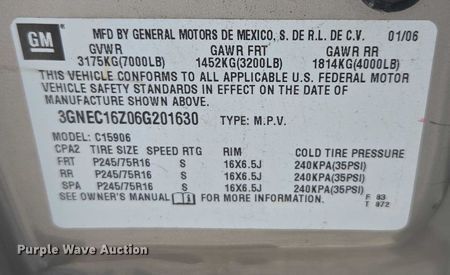 GM MFD BY GENERAL MOTORS DE MEXICO, S. DE R.L. DE C.V. 01/06
GVWR GAWR FRT GAWR RR
3175KG(7000LB) 1452KG(3200LB) 1814KG(4000LB)
THIS VEHICLE CONFORMS TO ALL APPLICABLE U.S. FEDERAL MOTOR
VEHICLE SAFETY STANDARDS IN EFFECT ON THE DATE OF
MANUFACTURE SHOWN ABOVE.
3GNEC16Z06G201630 TYPE: M.P.V.
MODEL: C15906
CPA2 TIRE SIZE SPEED RTG RIM COLD TIRE PRESSURE
FRT P245/75R16 S 16X6.5J 240KPA(35PSI)
RR P245/75R16 S 16X6.5J 240KPA(35PSI)
SPA P245/75R16 S 16X6.5J 240KPA(35PSI)
SEE OWNER'S MANUAL FOR MORE INFORMATION. F 83
T 872
Purple Wave Auction